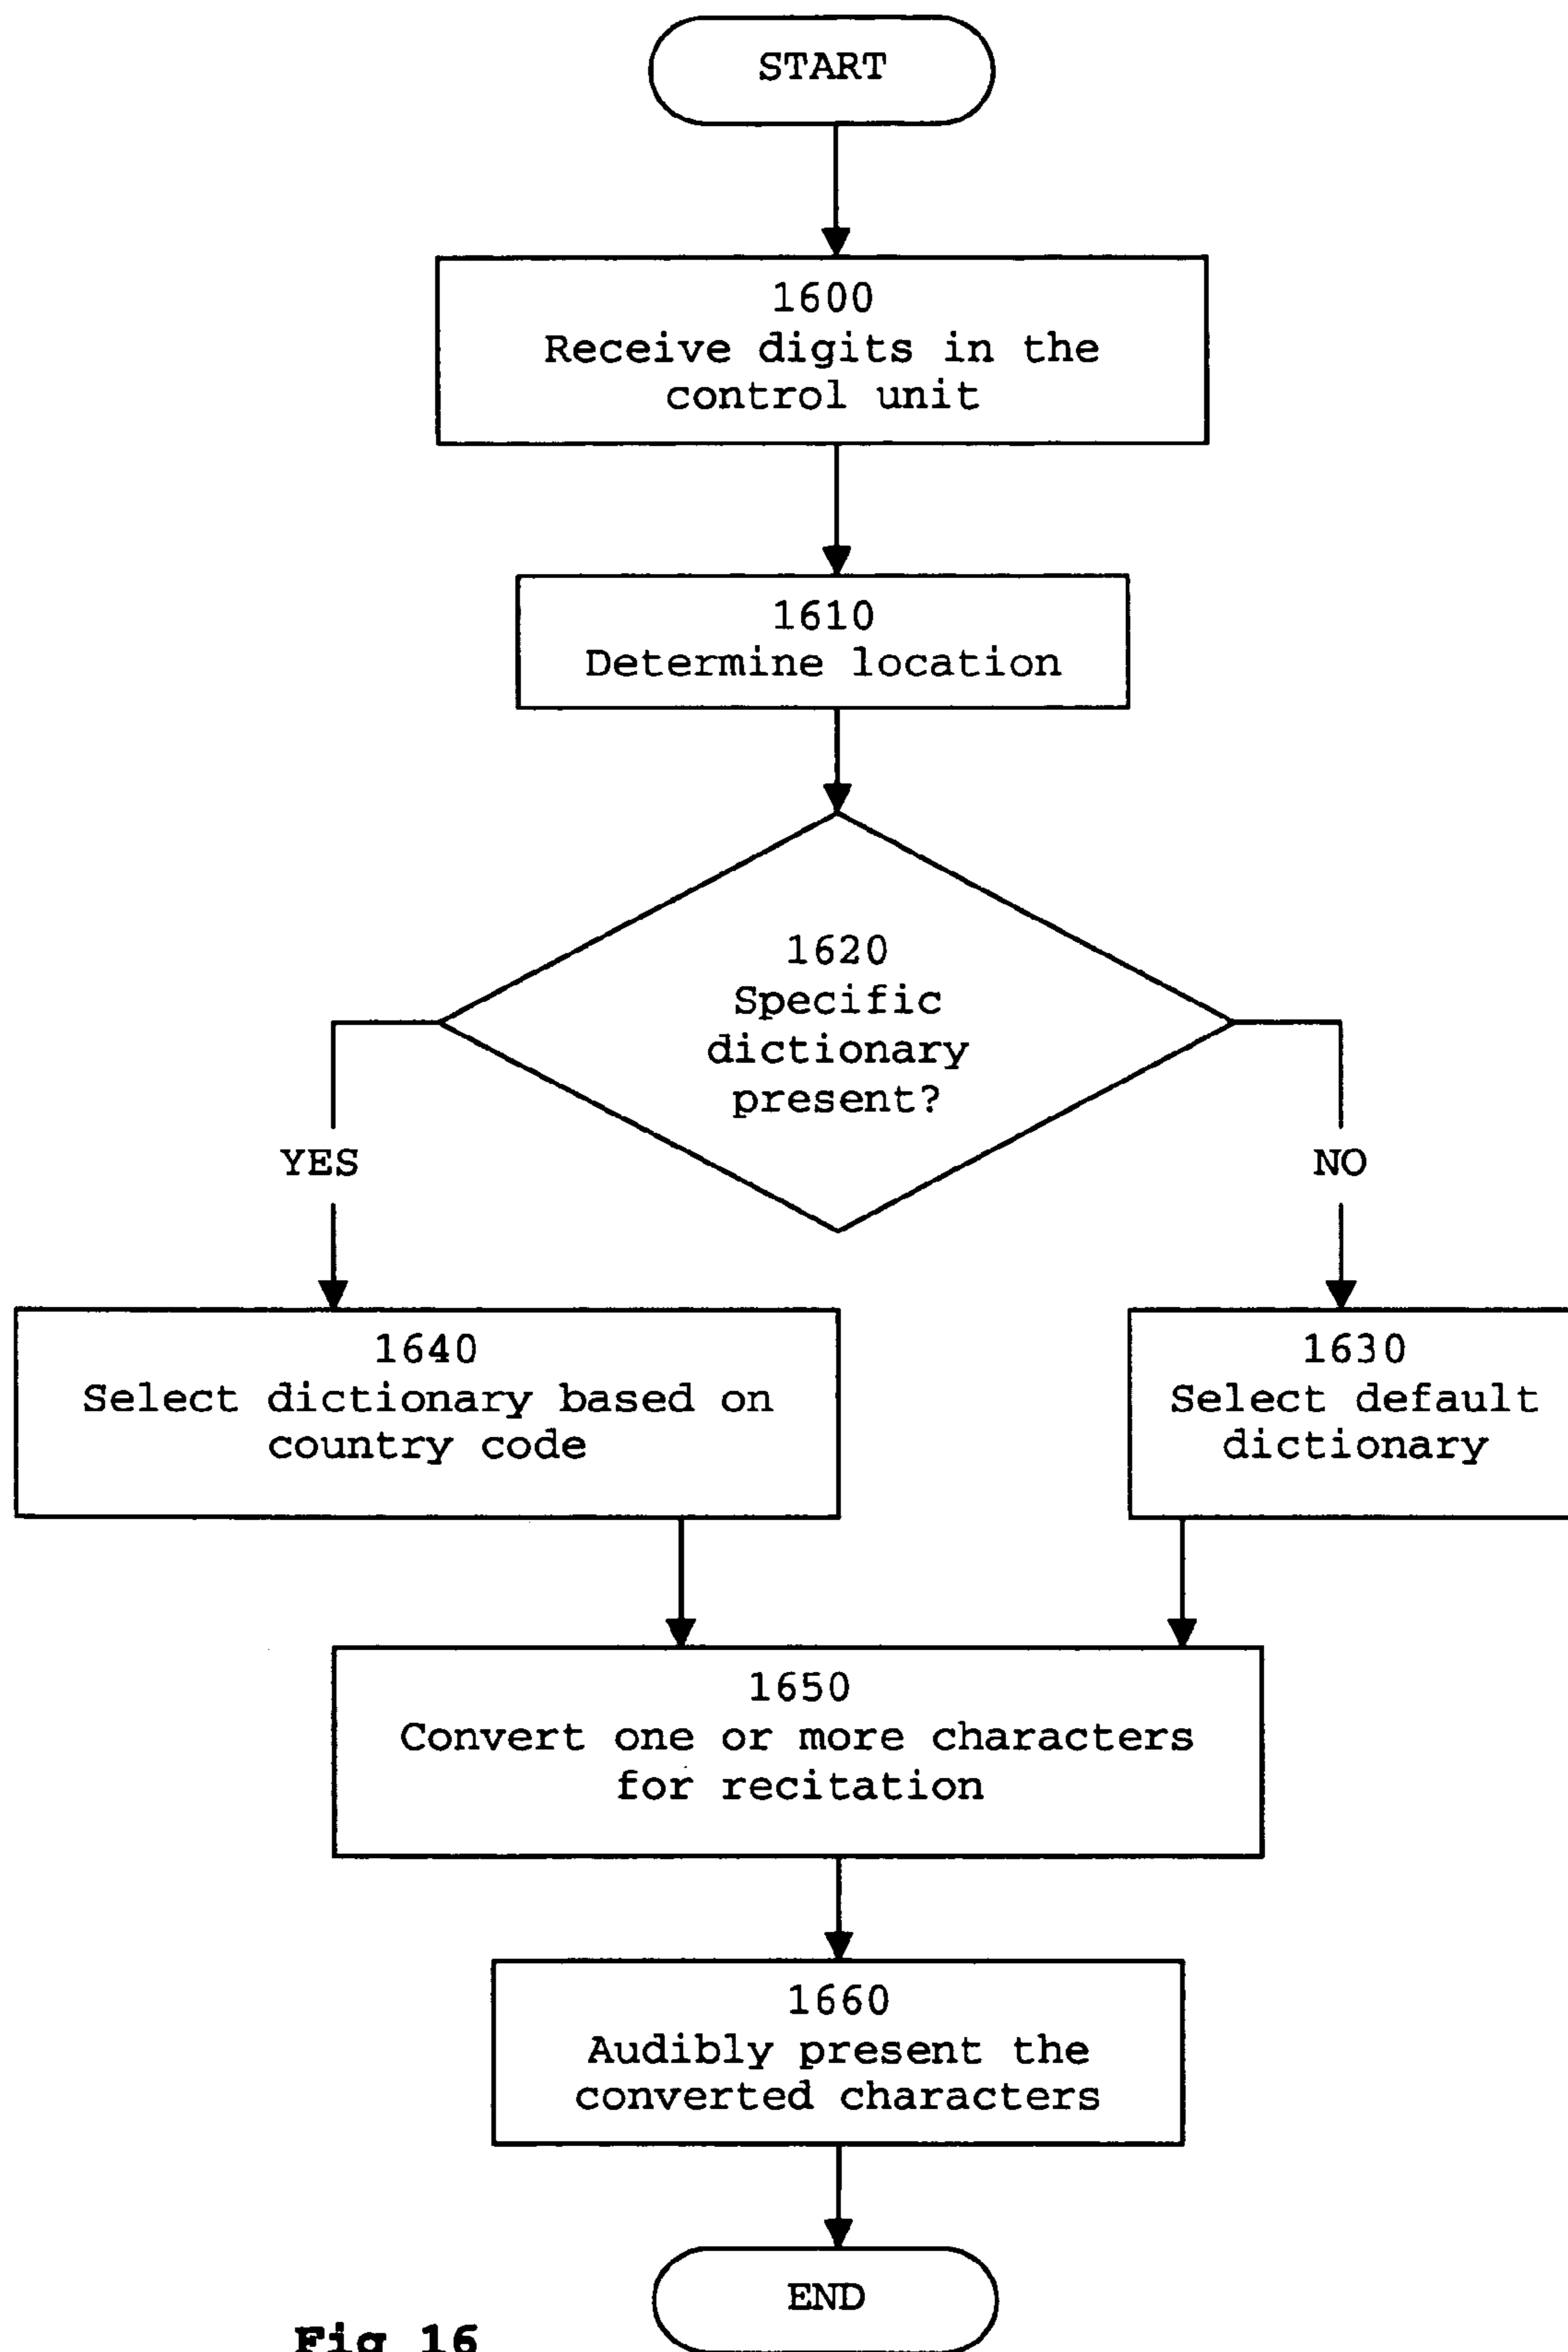 START
1600
Receive digits in the
control unit
1610
Determine location
1620
Specific
dictionary
present?
YES
NO
1640
Select dictionary based on
country code
1630
Select default
dictionary
1650
Convert one or more characters
for recitation
1660
Audibly present the
converted characters
END
Fig 16